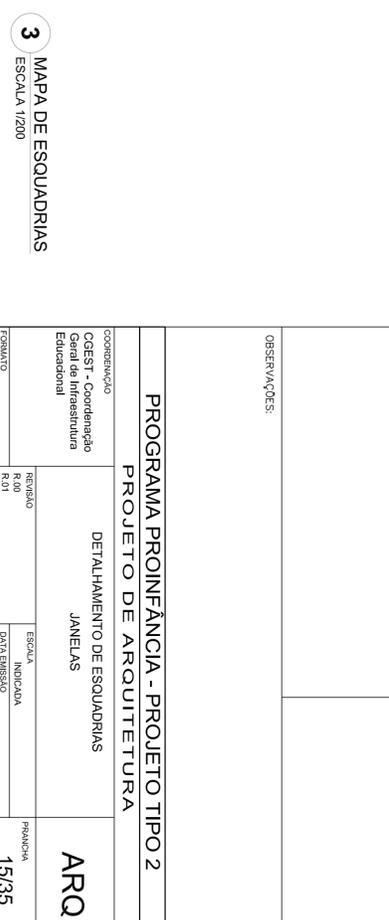 3
MAPA DE ESQUADRIAS
ESCALA 1/200
OBSERVAÇÕES:
PROGRAMA PROINFÂNCIA - PROJETO TIPO 2
PROJETO DE ARQUITETURA
COORDENAÇÃO
CGEST - Coordenação
Geral de Infraestrutura
Educacional
DETALHAMENTO DE ESQUADRIAS
JANELAS
ARQ
FORMATO
REVISÃO
R.00
R.01
ESCALA
INDICADA
DATA EMISSÃO
PRANCHA
15/35